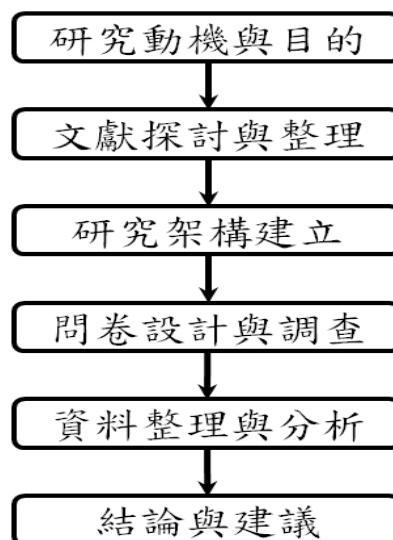 研究動機與目的
文獻探討與整理
研究架構建立
問卷設計與調查
資料整理與分析
結論與建議